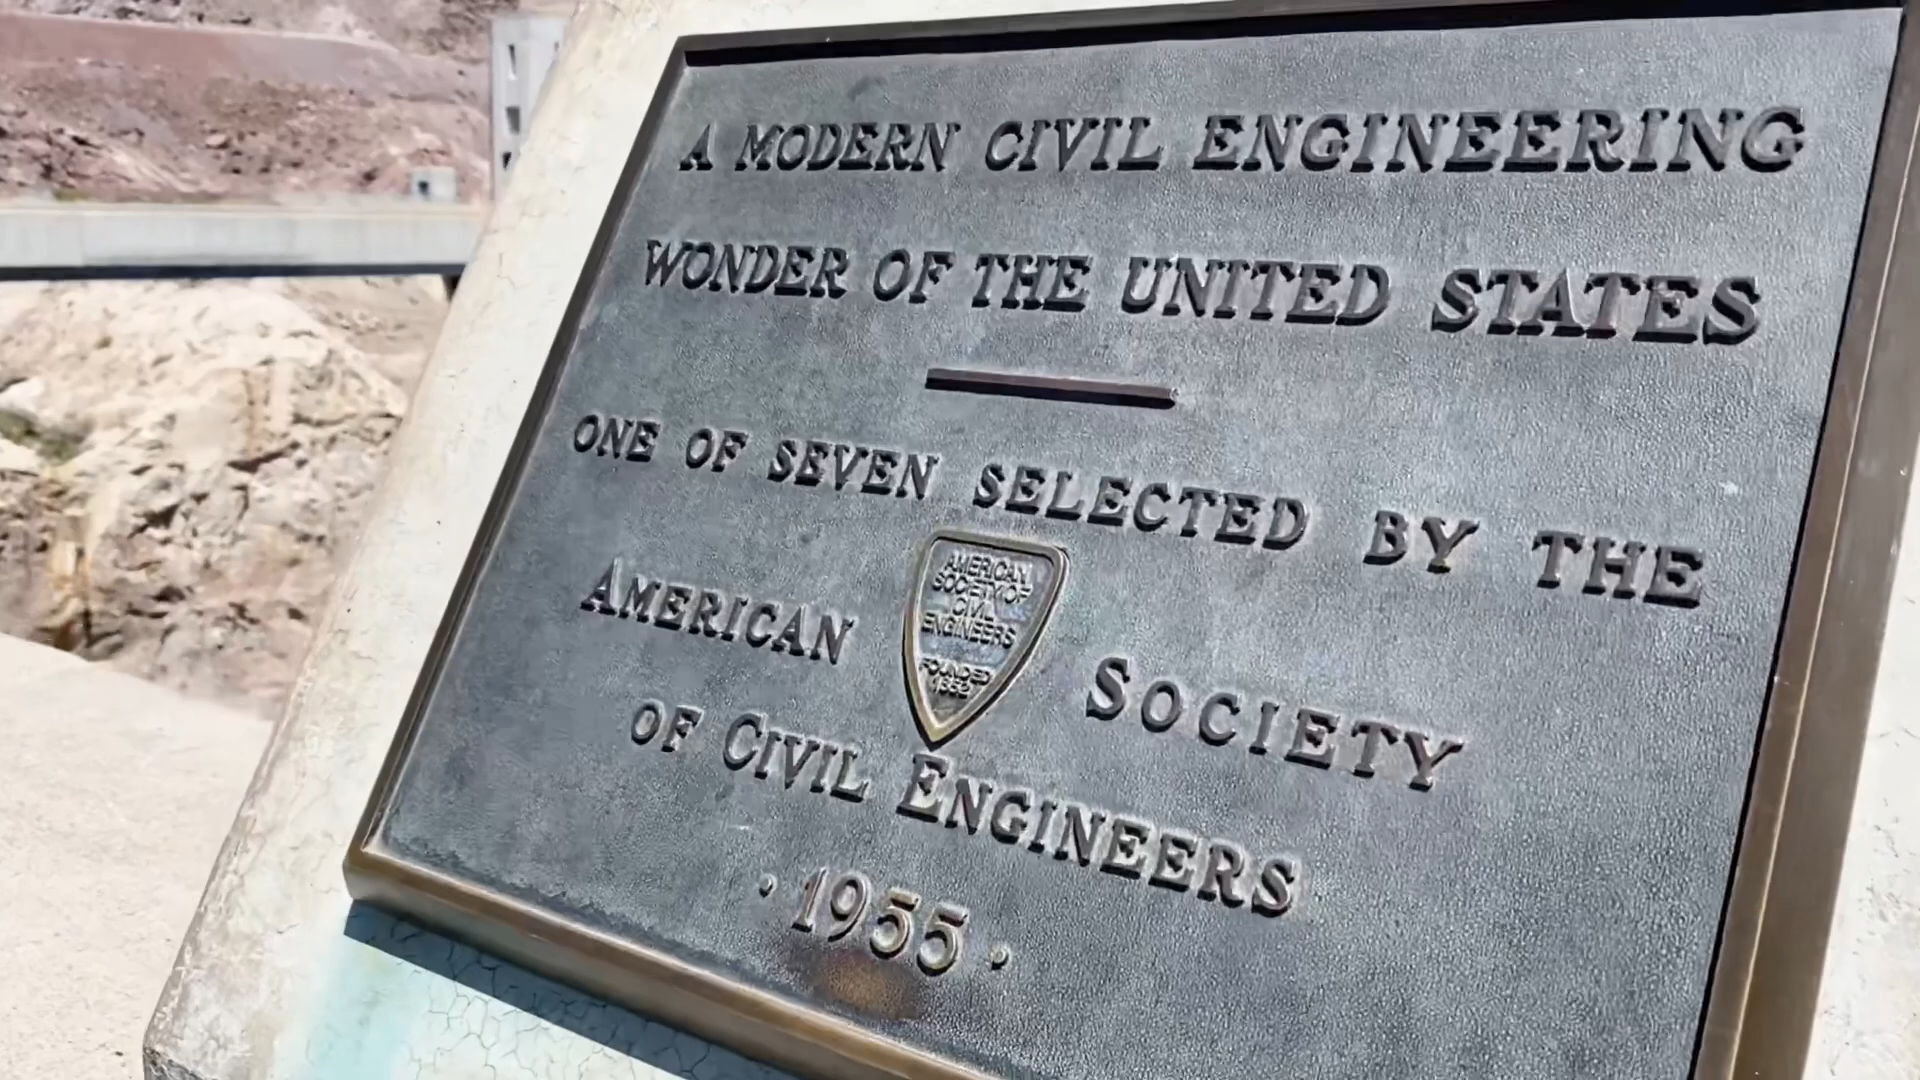 A MODERN CIVIL ENGINEERING
WONDER OF THE UNITED STATES
ONE OF SEVEN SELECTED BY THE
AMERICAN SOCIETY
AMERICAN
SOCIETY OF
CIVIL
ENGINEERS
FOUNDED
1852
OF CIVIL ENGINEERS
· 1955 ·